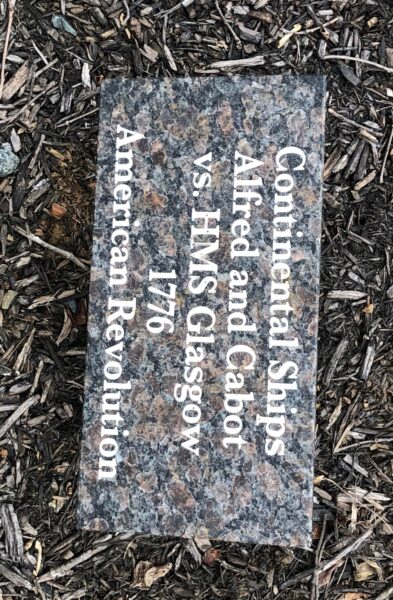 Continental Ships
Alfred and Cabot
vs. HMS Glasgow
1776
American Revolution